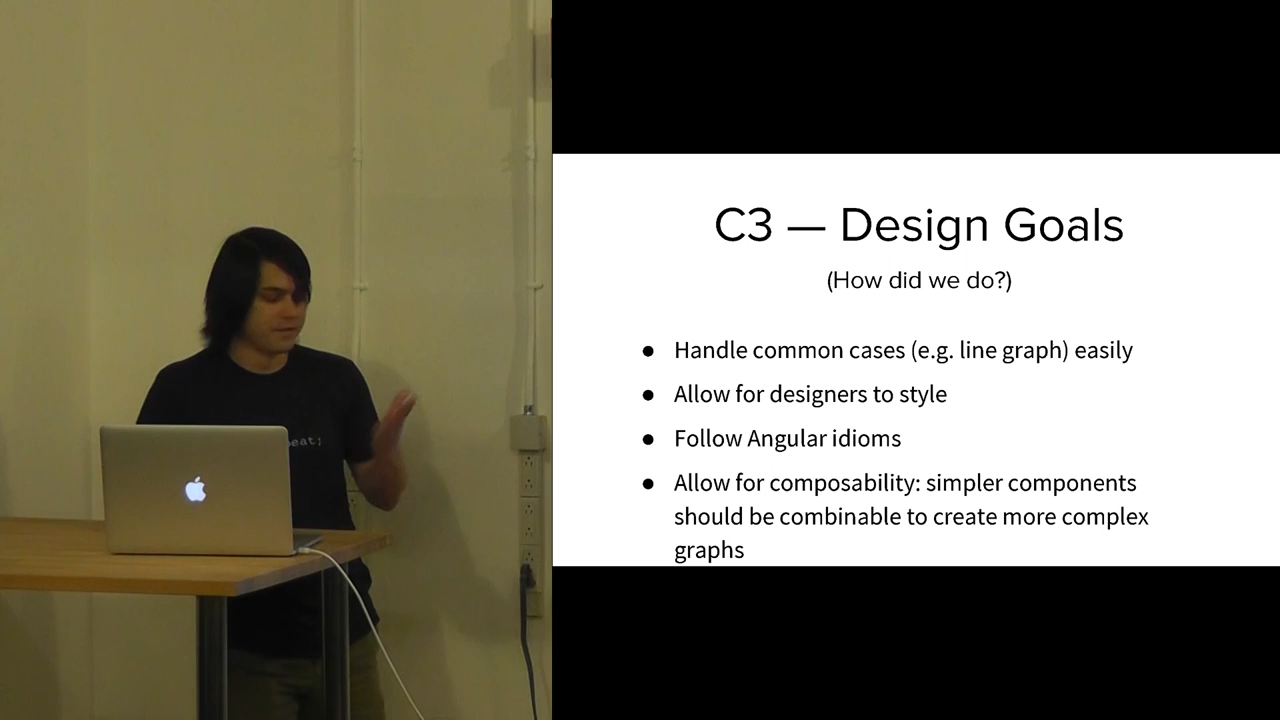 C3 — Design Goals
(How did we do?)
● Handle common cases (e.g. line graph) easily
● Allow for designers to style
● Follow Angular idioms
● Allow for composability: simpler components
should be combinable to create more complex
graphs